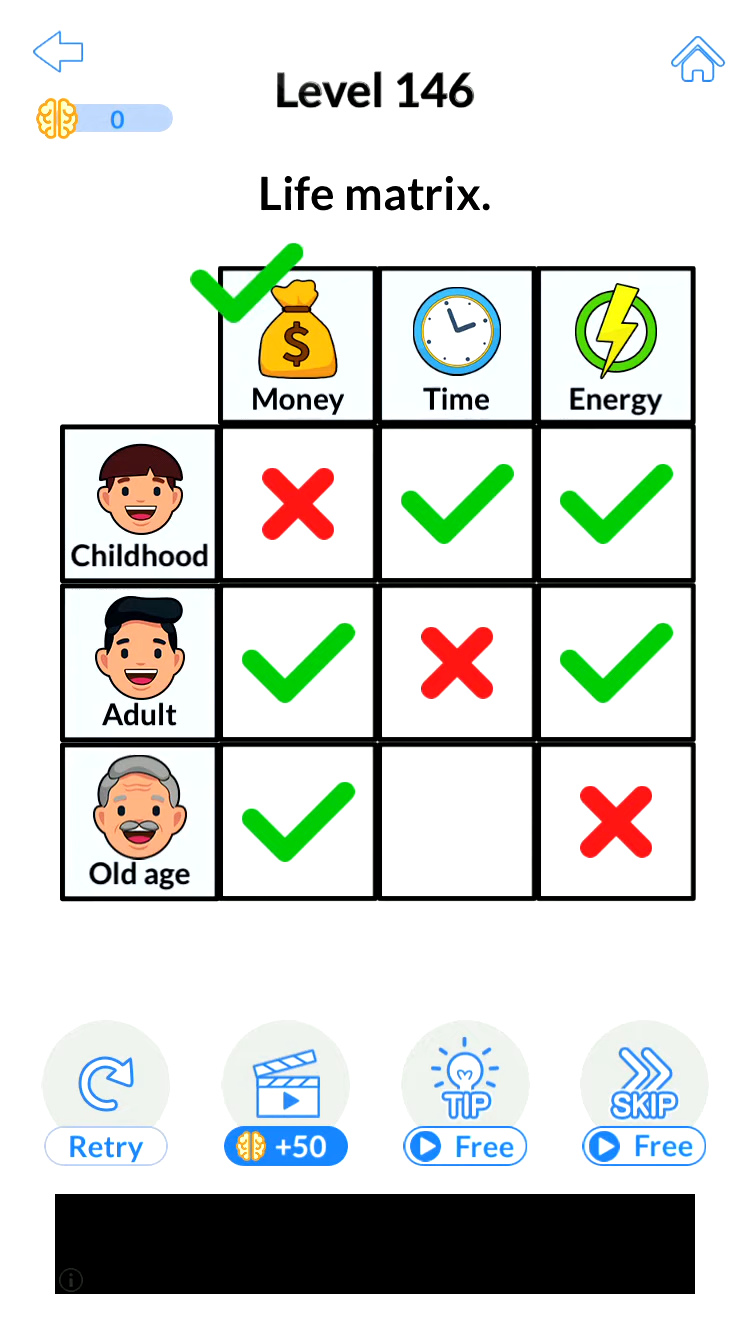 Level 146
0
Life matrix.
$
Money
Time
Energy
Childhood
Adult
Old age
TIP
SKIP
Retry
+50
Free
Free
i